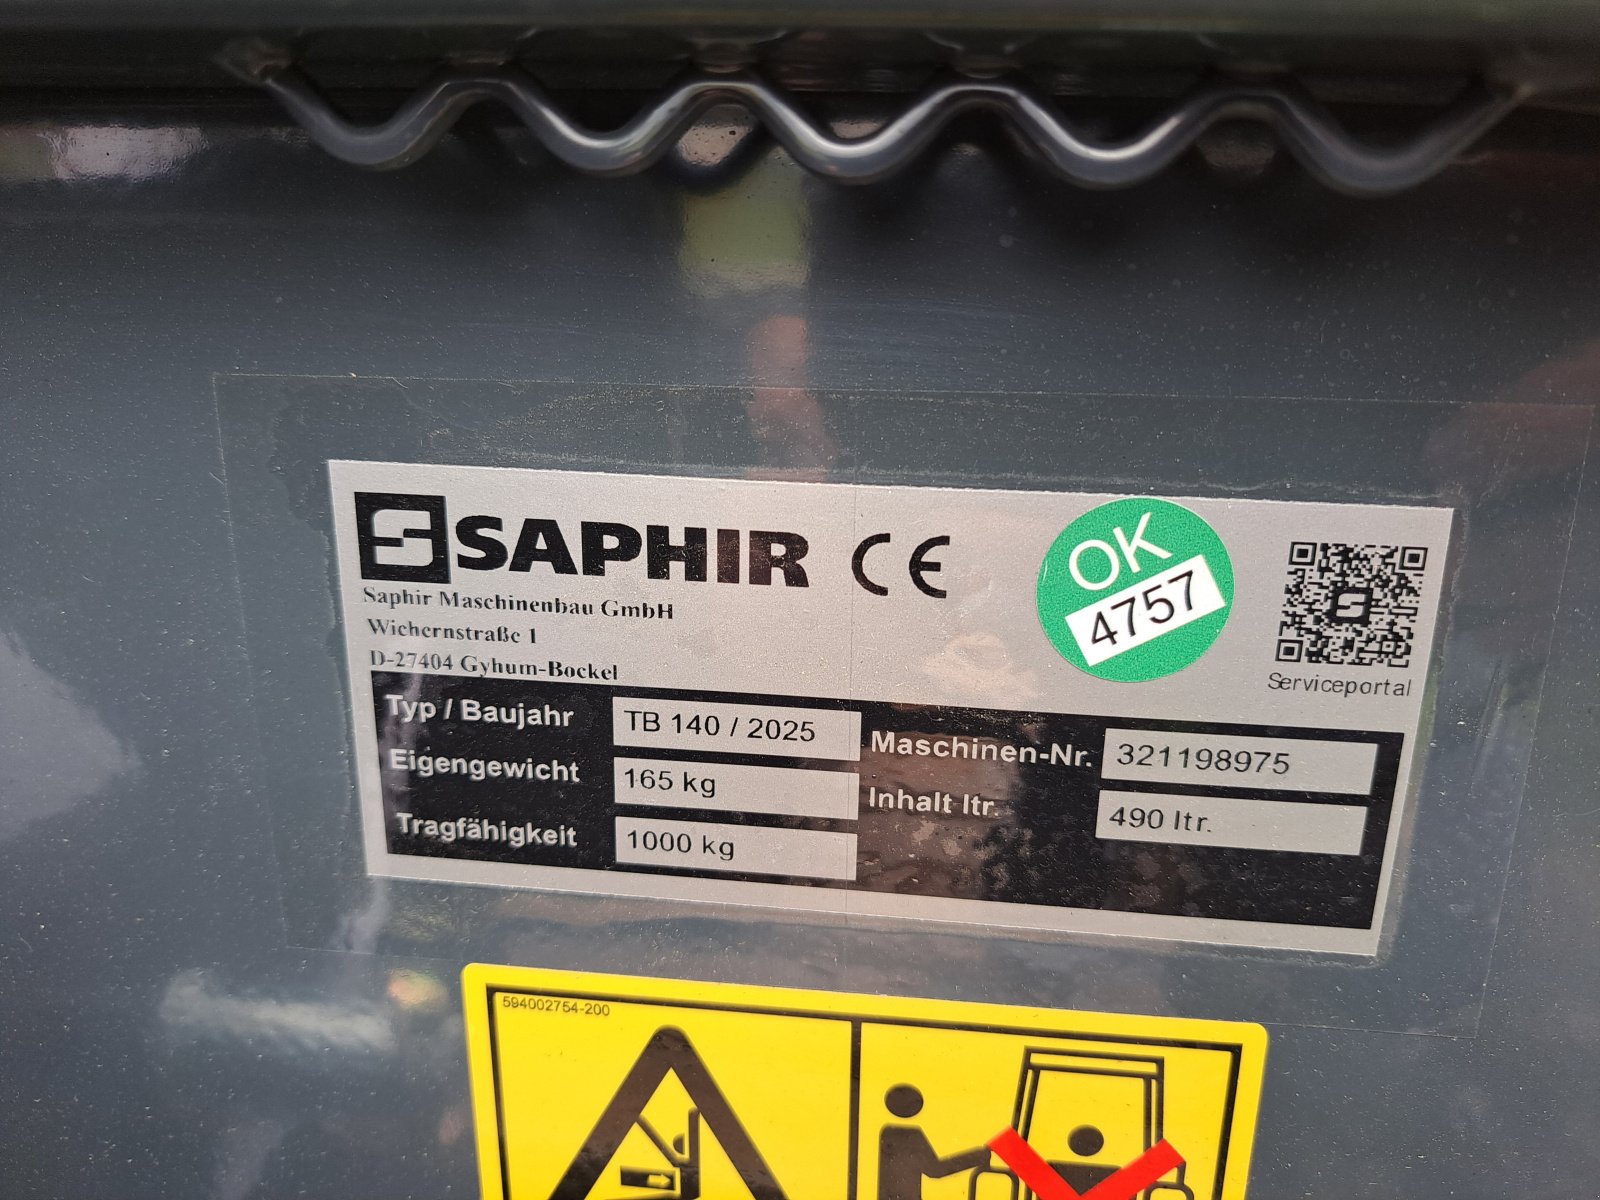 SAPHIR CE
Saphir Maschinenbau GmbH
Wichernstraße 1
D-27404 Gyhum-Bockel
OK
4757
Serviceportal
Typ / Baujahr TB 140 / 2025
Eigengewicht 165 kg
Tragfähigkeit 1000 kg
Maschinen-Nr. 321198975
Inhalt ltr. 490 ltr.
594002754-200